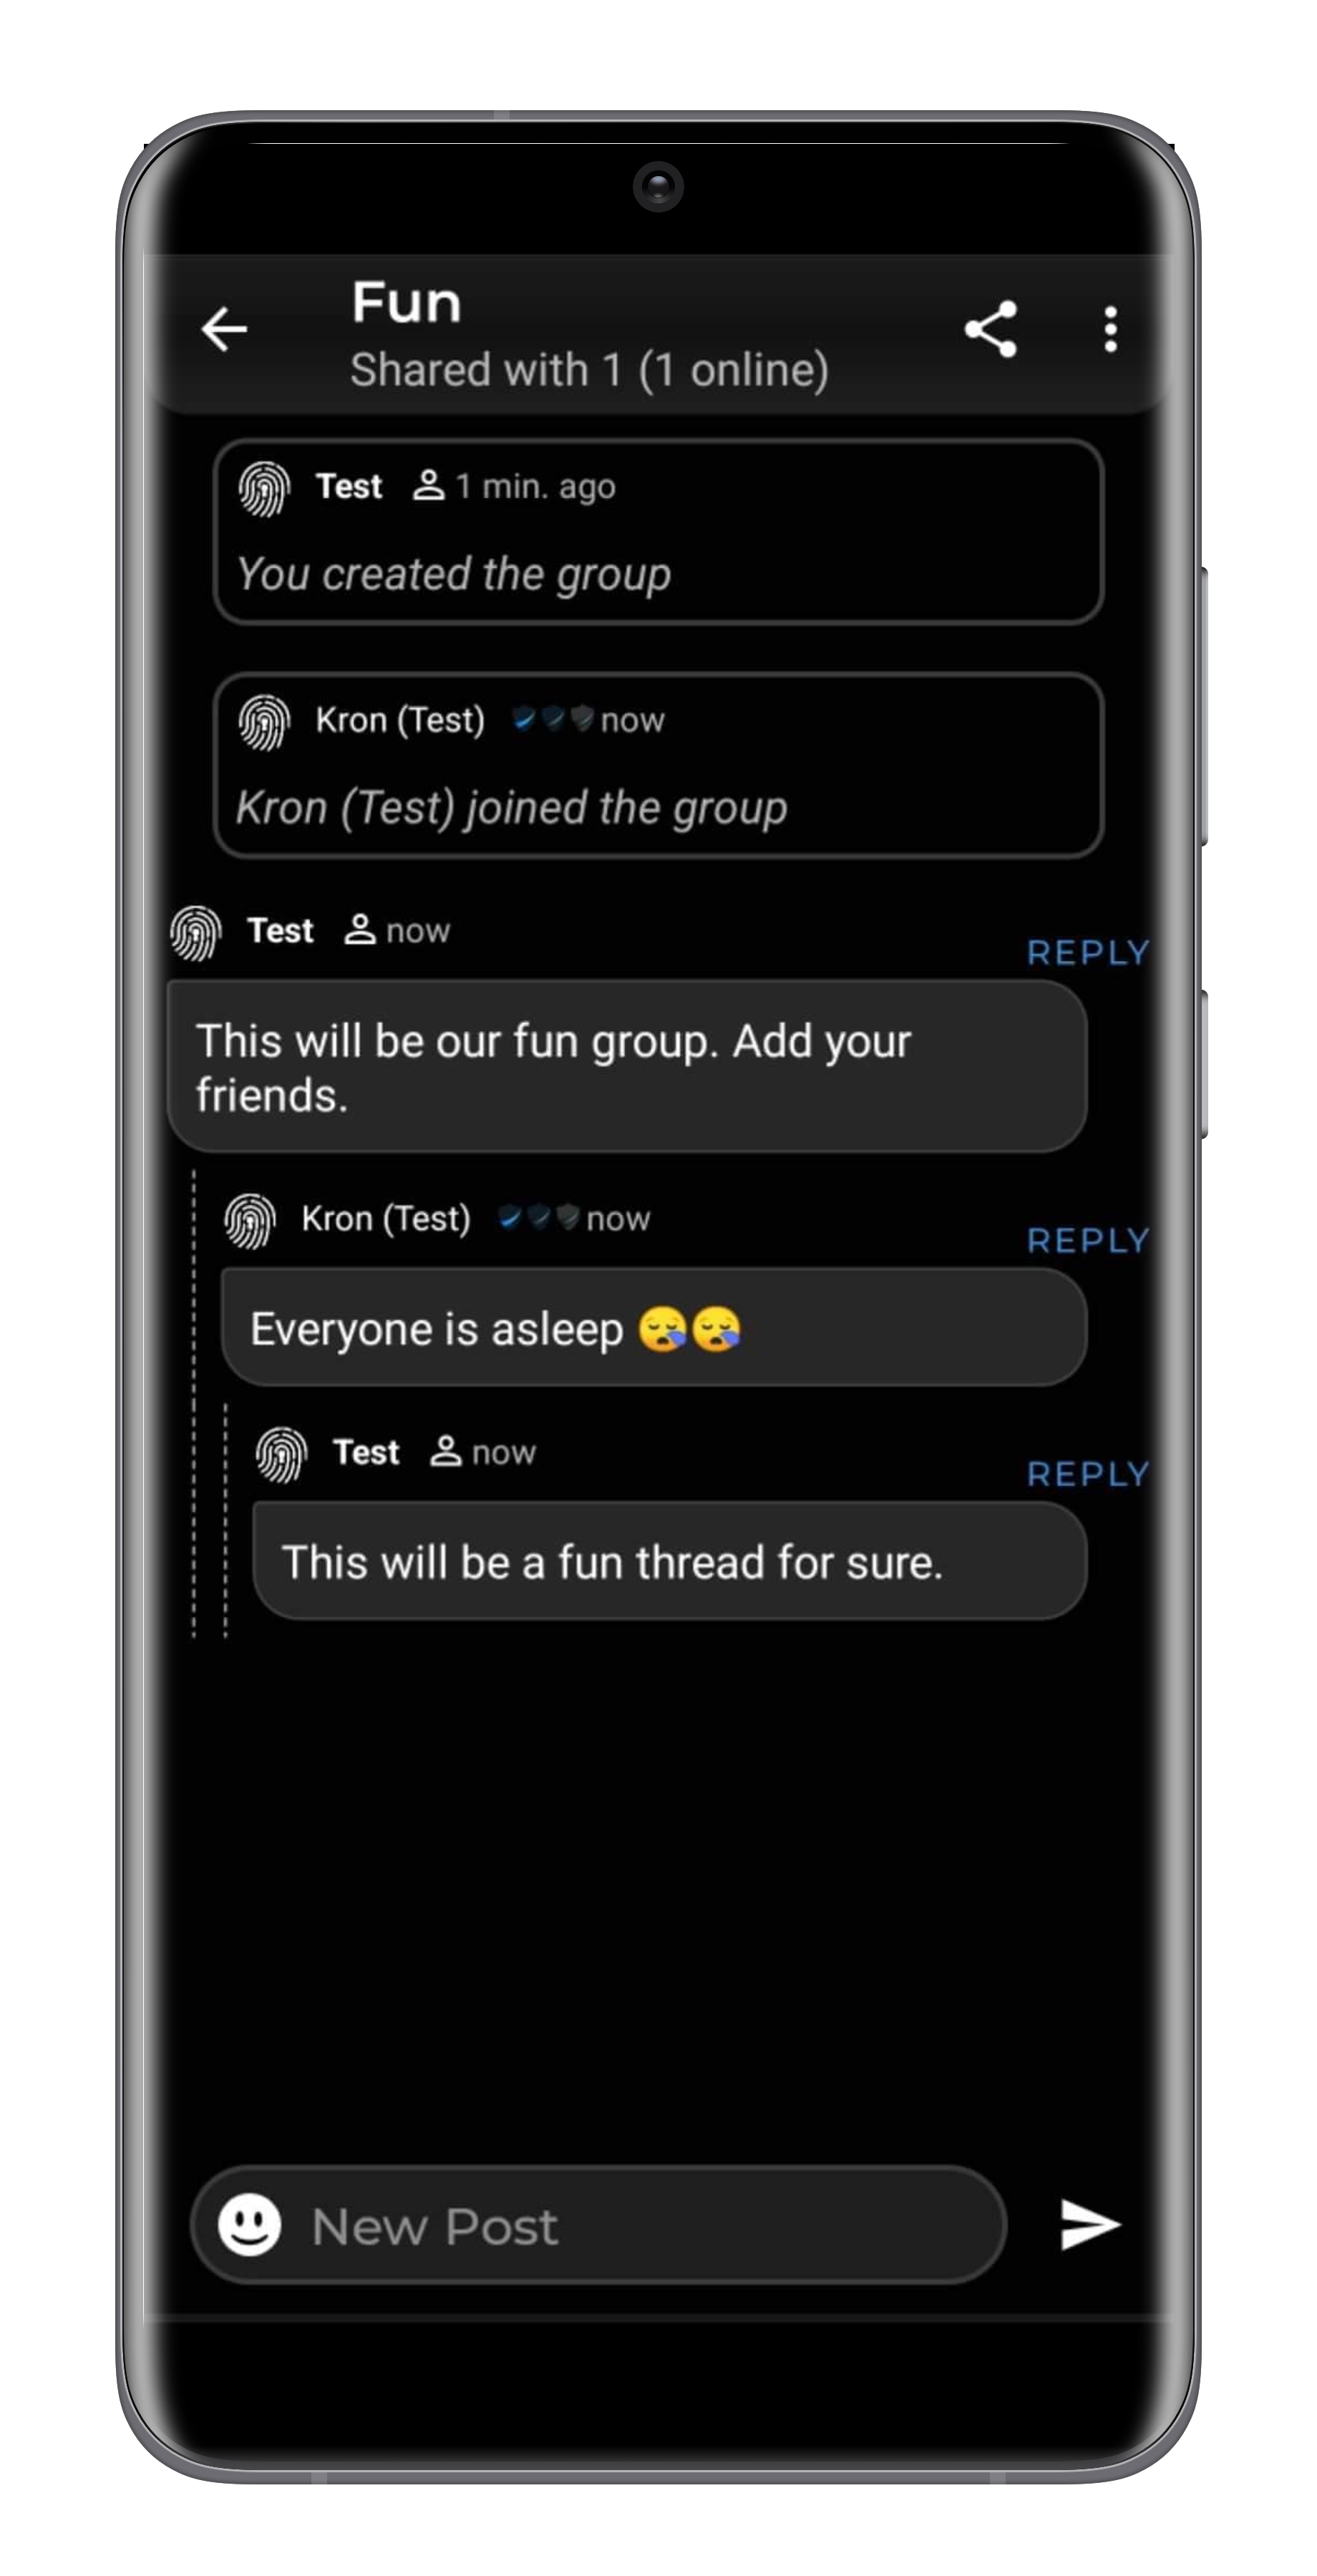 Fun
Shared with 1 (1 online)
Test 1 min. ago
You created the group
Kron (Test) now
Kron (Test) joined the group
Test now
REPLY
This will be our fun group. Add your
friends.
Kron (Test) now
REPLY
Everyone is asleep 😪😪
Test now
REPLY
This will be a fun thread for sure.
New Post